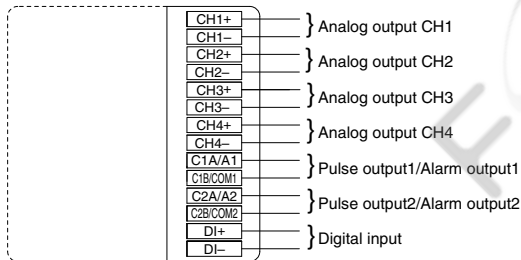 CH1+
CH1–
Analog output CH1
CH2+
CH2–
Analog output CH2
CH3+
CH3–
Analog output CH3
CH4+
CH4–
Analog output CH4
C1A/A1
C1B/COM1
Pulse output1/Alarm output1
C2A/A2
C2B/COM2
Pulse output2/Alarm output2
DI+
DI–
Digital input